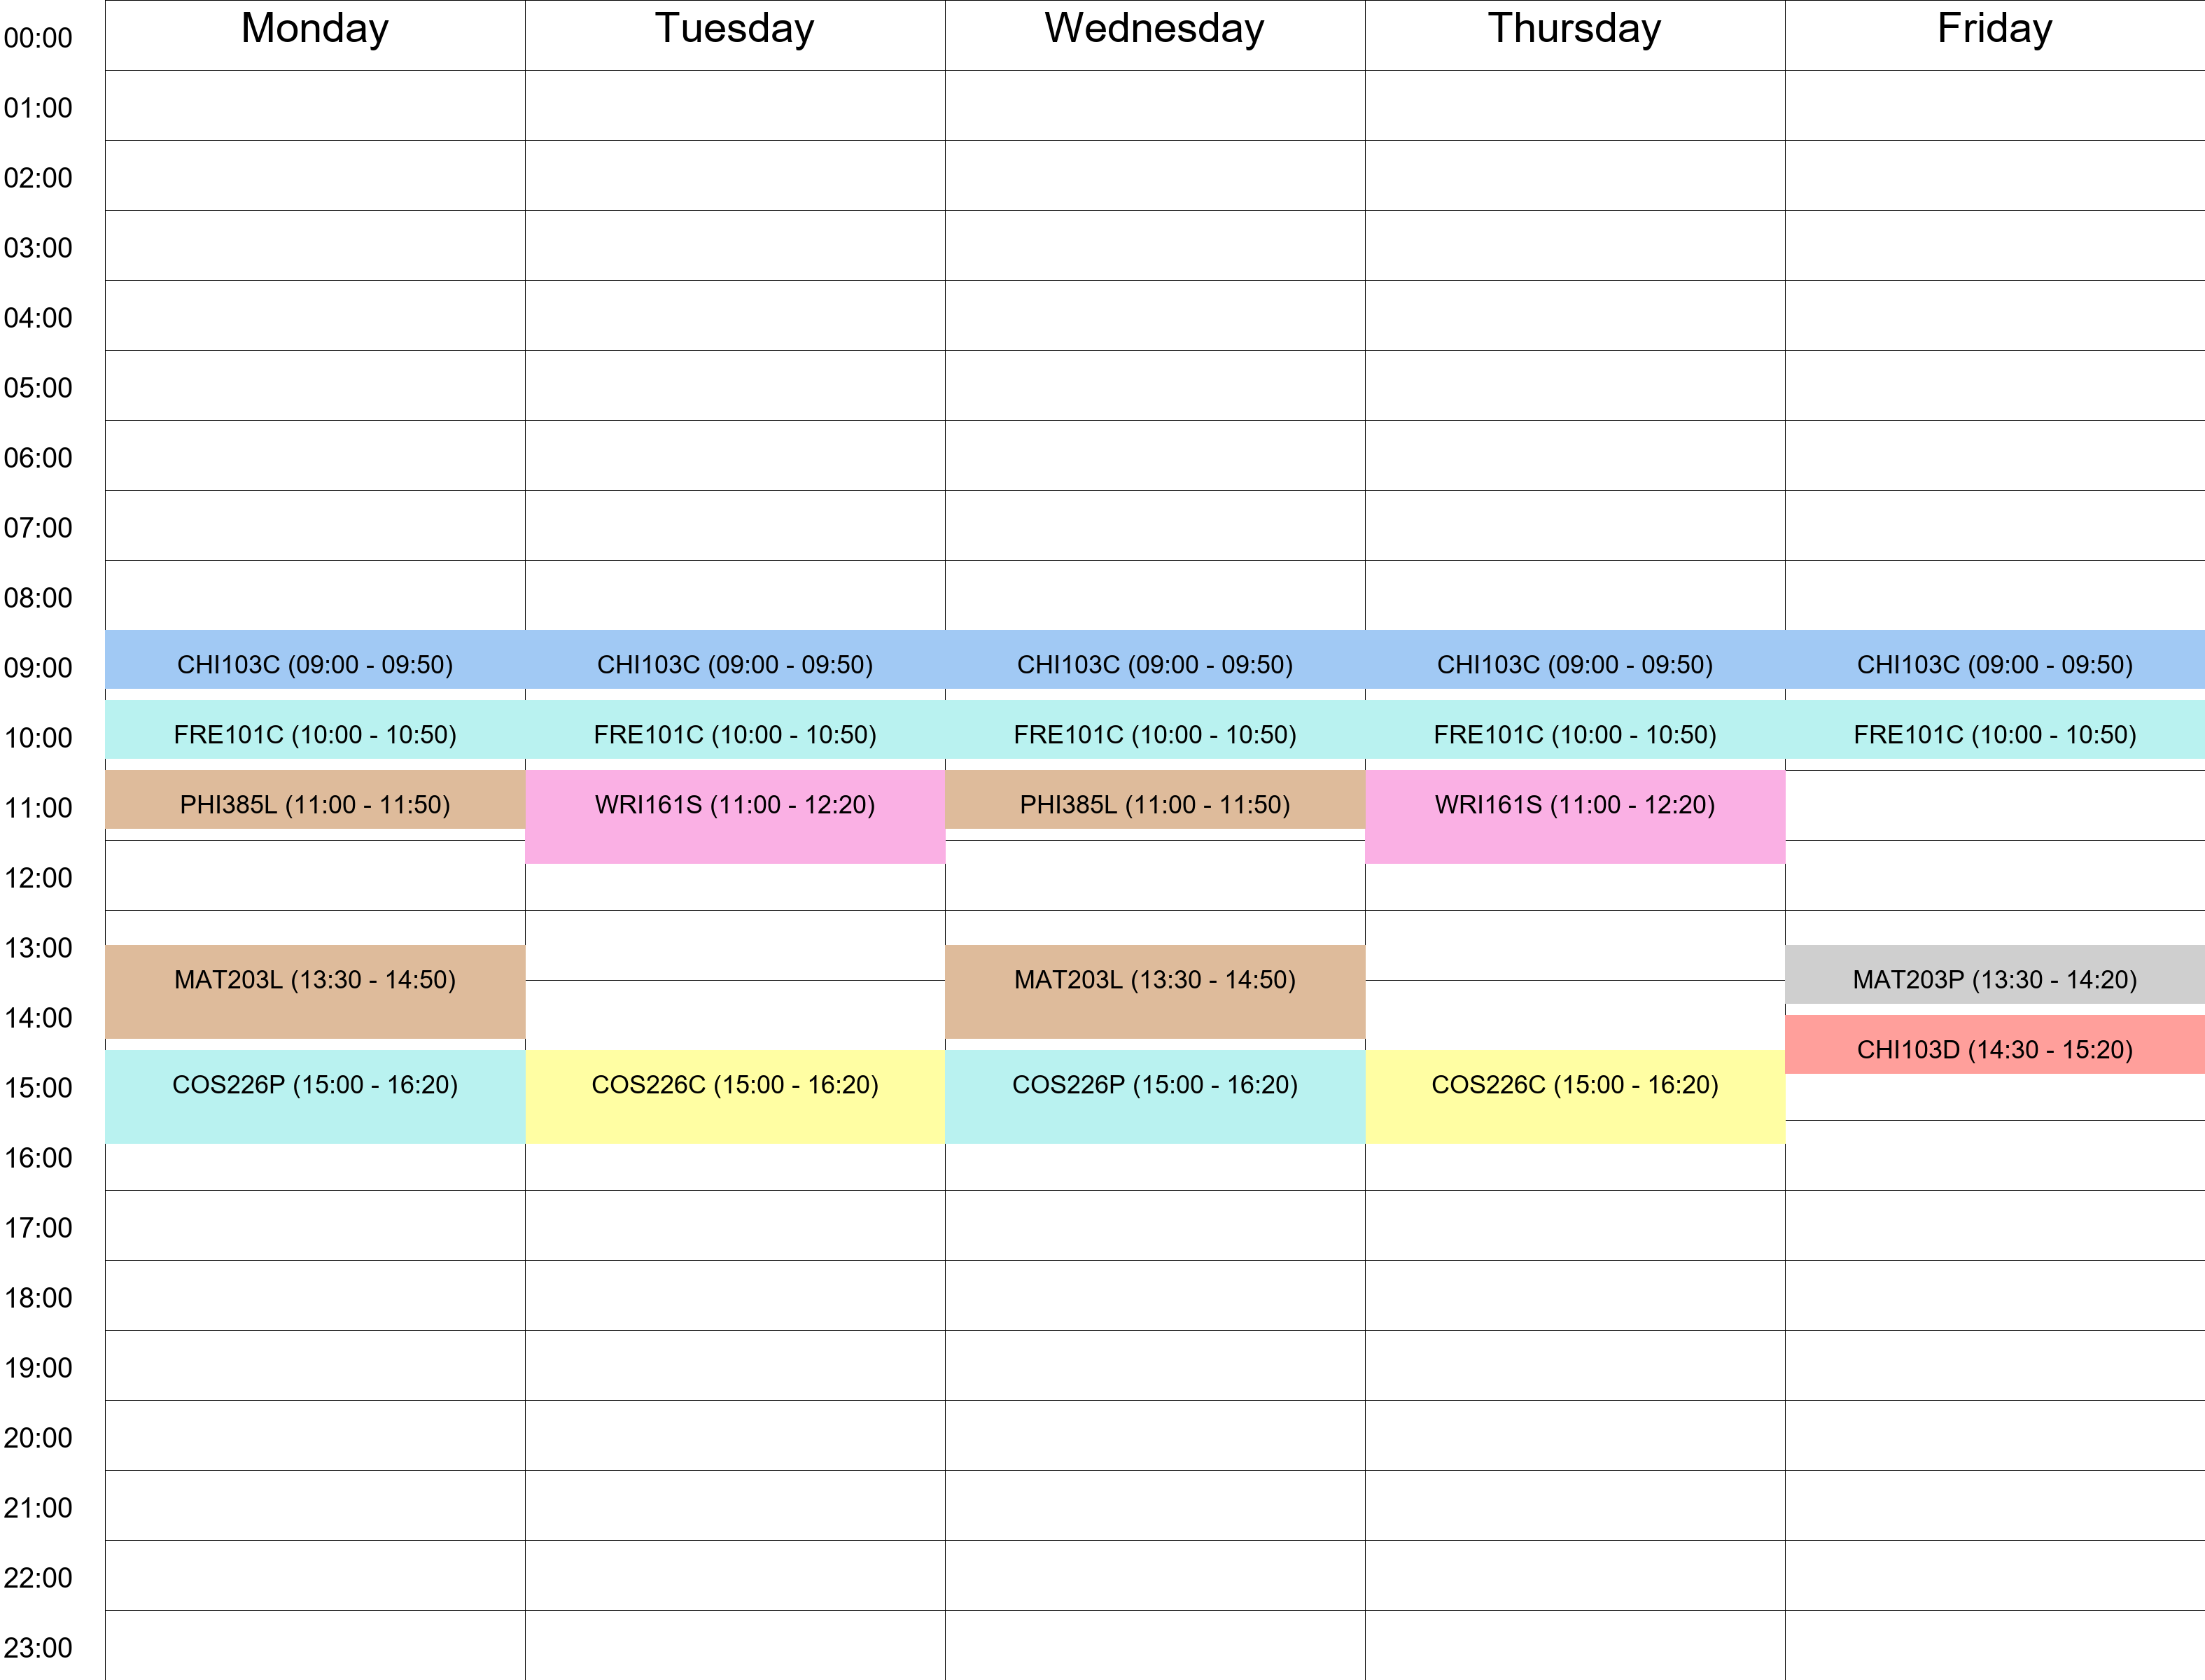 Monday Tuesday Wednesday Thursday Friday
00:00
01:00
02:00
03:00
04:00
05:00
06:00
07:00
08:00
09:00 CHI103C (09:00 - 09:50) CHI103C (09:00 - 09:50) CHI103C (09:00 - 09:50) CHI103C (09:00 - 09:50) CHI103C (09:00 - 09:50)
10:00 FRE101C (10:00 - 10:50) FRE101C (10:00 - 10:50) FRE101C (10:00 - 10:50) FRE101C (10:00 - 10:50) FRE101C (10:00 - 10:50)
11:00 PHI385L (11:00 - 11:50) WRI161S (11:00 - 12:20) PHI385L (11:00 - 11:50) WRI161S (11:00 - 12:20)
12:00
13:00
MAT203L (13:30 - 14:50) MAT203L (13:30 - 14:50) MAT203P (13:30 - 14:20)
14:00
CHI103D (14:30 - 15:20)
15:00 COS226P (15:00 - 16:20) COS226C (15:00 - 16:20) COS226P (15:00 - 16:20) COS226C (15:00 - 16:20)
16:00
17:00
18:00
19:00
20:00
21:00
22:00
23:00